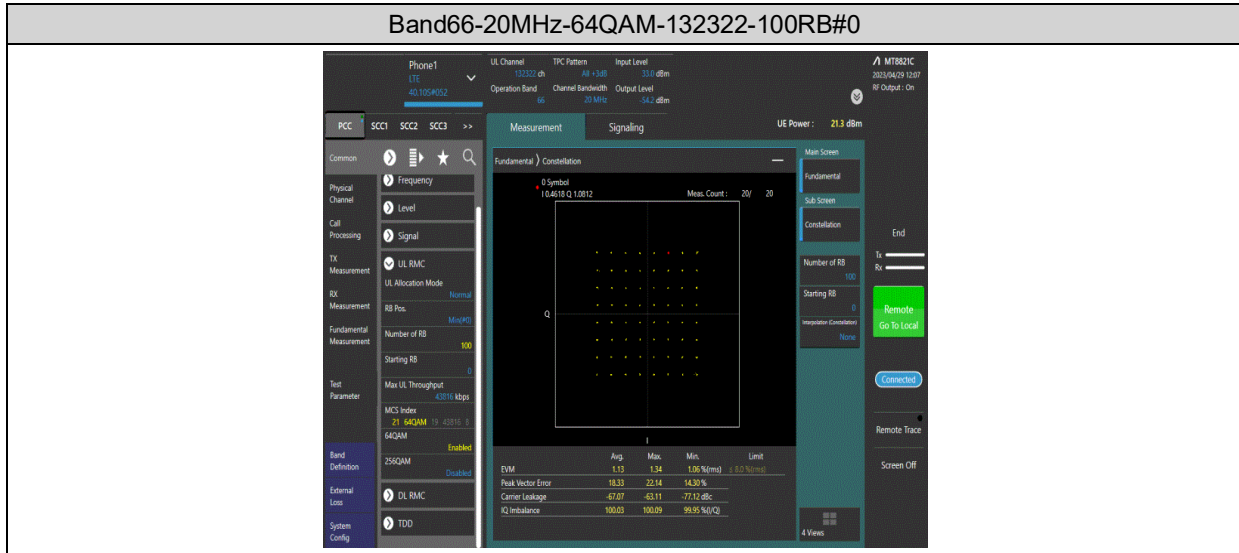 Band66-20MHz-64QAM-132322-100RB#0
Phone1
LTE
40.10S#052
UL Channel TPC Pattern Input Level
132322 ch All +3dB 33.0 dBm
Operation Band Channel Bandwidth Output Level
66 20 MHz -54.2 dBm
MT8821C
2023/04/29 12:07
RF Output : On
PCC SCC1 SCC2 SCC3 >>
Measurement Signaling
UE Power : 21.3 dBm
Common
Physical
Channel
Call
Processing
TX
Measurement
RX
Measurement
Fundamental
Measurement
Test
Parameter
Band
Definition
External
Loss
System
Config
Frequency
Level
Signal
UL RMC
UL Allocation Mode
Normal
RB Pos.
Min(#0)
Number of RB
100
Starting RB
0
Max UL Throughput
43816 kbps
MCS Index
21 64QAM 19 43816 8
64QAM
Enabled
256QAM
Disabled
DL RMC
TDD
Fundamental ) Constellation
0 Symbol
I 0.4618 Q 1.0812
Meas. Count : 20/ 20
Q
I
Avg. Max. Min. Limit
EVM 1.13 1.34 1.06 %(rms) ≤ 8.0 %(rms)
Peak Vector Error 18.33 22.14 14.30 %
Carrier Leakage -67.07 -63.11 -77.12 dBc
IQ Imbalance 100.03 100.09 99.95 %(I/Q)
Main Screen
Fundamental
Sub Screen
Constellation
Number of RB
100
Starting RB
0
Interpolation (Constellation)
None
4 Views
End
Tx
Rx
Remote
Go To Local
Connected
Remote Trace
Screen Off